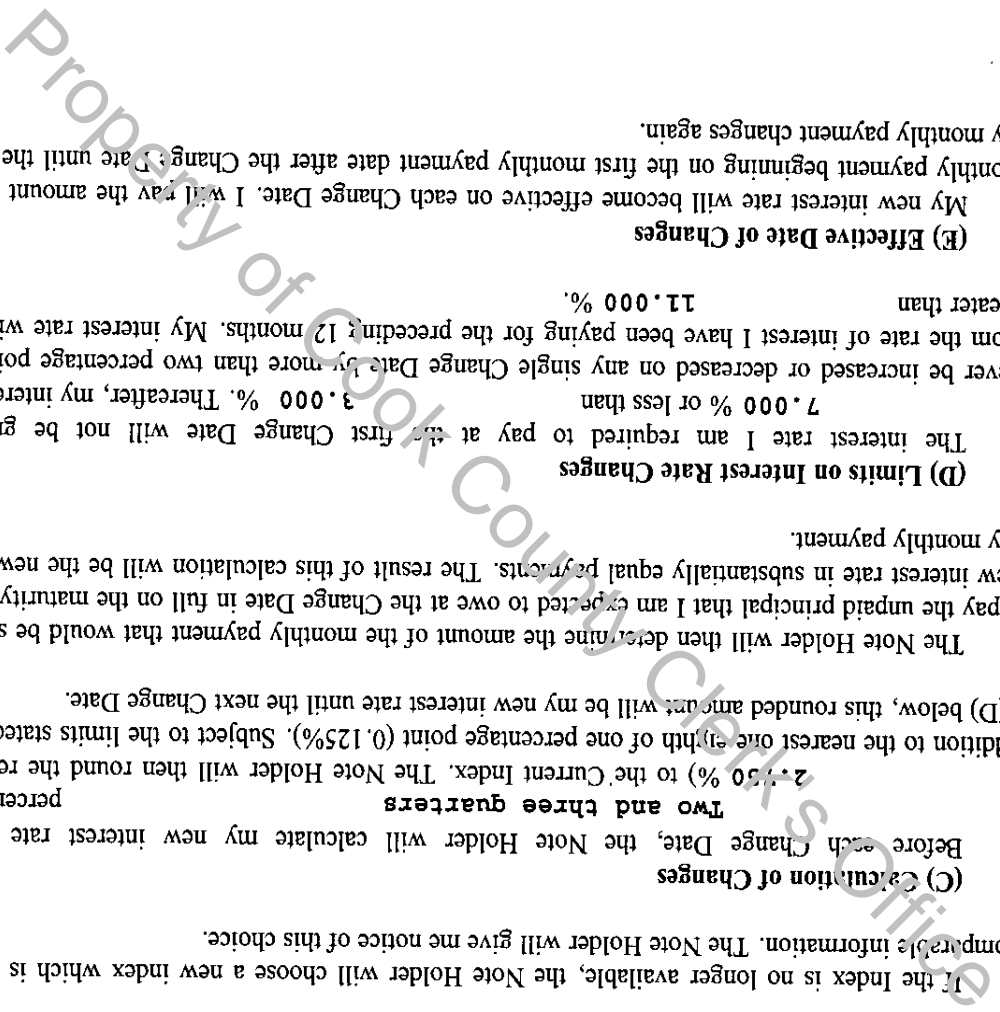 If the Index is no longer available, the Note Holder will choose a new index which is
information. The Note Holder will give me notice of this choice.
(C) Calculation of Changes
Before each Change Date, the Note Holder will calculate my new interest rate
Two and three quarters
%) to the Current Index. The Note Holder will then round the
to the nearest one eighth of one percentage point (0.125%). Subject to the limits
(D) below, this rounded amount will be my new interest rate until the next Change Date.
The Note Holder will then determine the amount of the monthly payment that would be
pay the unpaid principal that I am expected to owe at the Change Date in full on the maturity
interest rate in substantially equal payments. The result of this calculation will be the new
monthly payment.
(D) Limits on Interest Rate Changes
The interest rate I am required to pay at the first Change Date will not be
7.000 % or less than 3.000 %. Thereafter, my
be increased or decreased on any single Change Date by more than two percentage
the rate of interest I have been paying for the preceding 12 months. My interest rate
than 11.000 %.
(E) Effective Date of Changes
My new interest rate will become effective on each Change Date. I will pay the amount
payment beginning on the first monthly payment date after the Change Date until the
monthly payment changes again.
Property of Cook County Clerk's Office